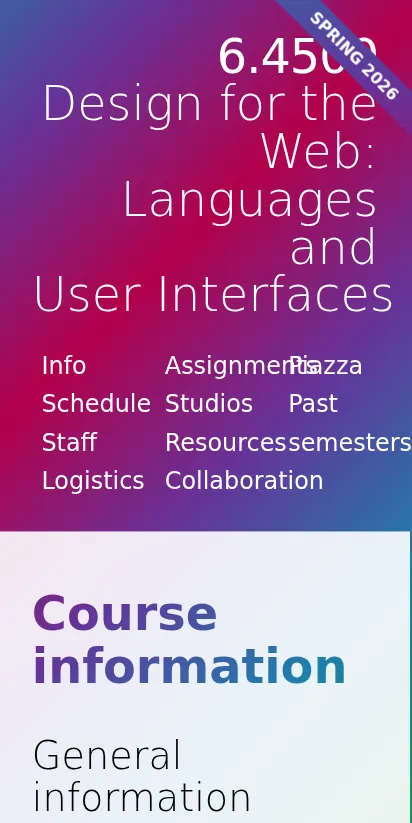 SPRING 2026
6.4500
Design for the
Web:
Languages
and
User Interfaces
Info
Schedule
Staff
Logistics
Assignments
Studios
Resources
Collaboration
Piazza
Past
semesters
Course
information
General
information